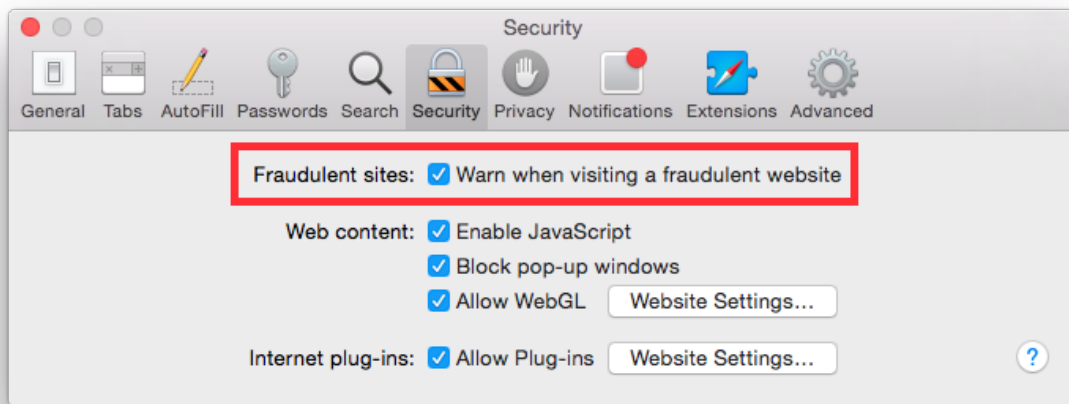 Security
General Tabs AutoFill Passwords Search Security Privacy Notifications Extensions Advanced
Fraudulent sites: Warn when visiting a fraudulent website
Web content: Enable JavaScript
Block pop-up windows
Allow WebGL Website Settings...
Internet plug-ins: Allow Plug-ins Website Settings... ?